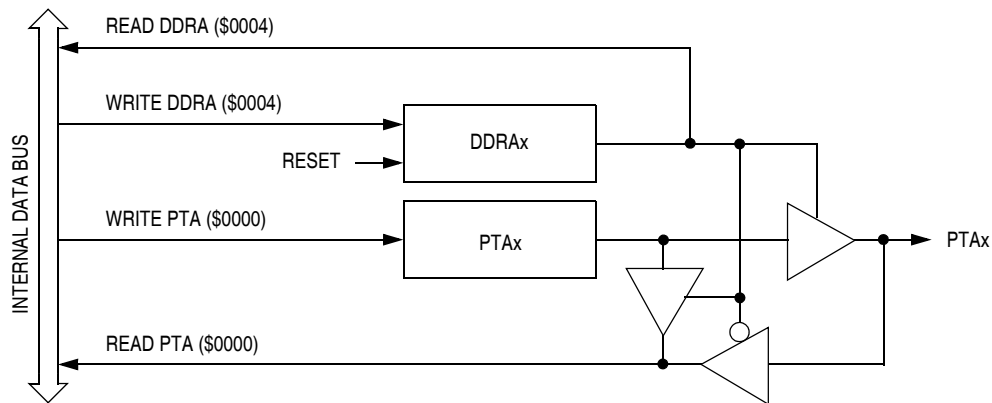 READ DDRA ($0004)
WRITE DDRA ($0004)
DDRAx
RESET
WRITE PTA ($0000)
PTAx
PTAx
READ PTA ($0000)
INTERNAL DATA BUS